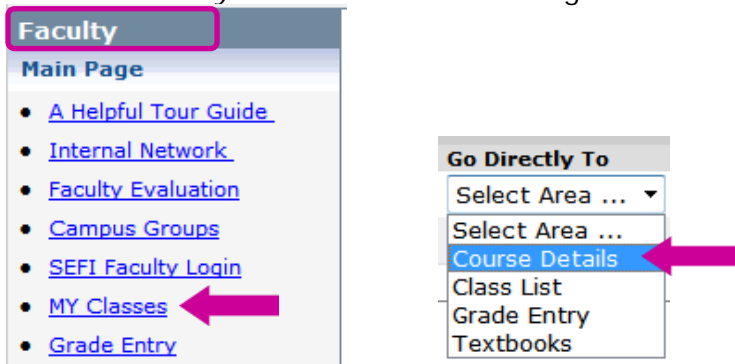 Faculty
Main Page
A Helpful Tour Guide
Internal Network
Faculty Evaluation
Campus Groups
SEFI Faculty Login
MY Classes
Grade Entry
Go Directly To
Select Area ...
Select Area ...
Course Details
Class List
Grade Entry
Textbooks